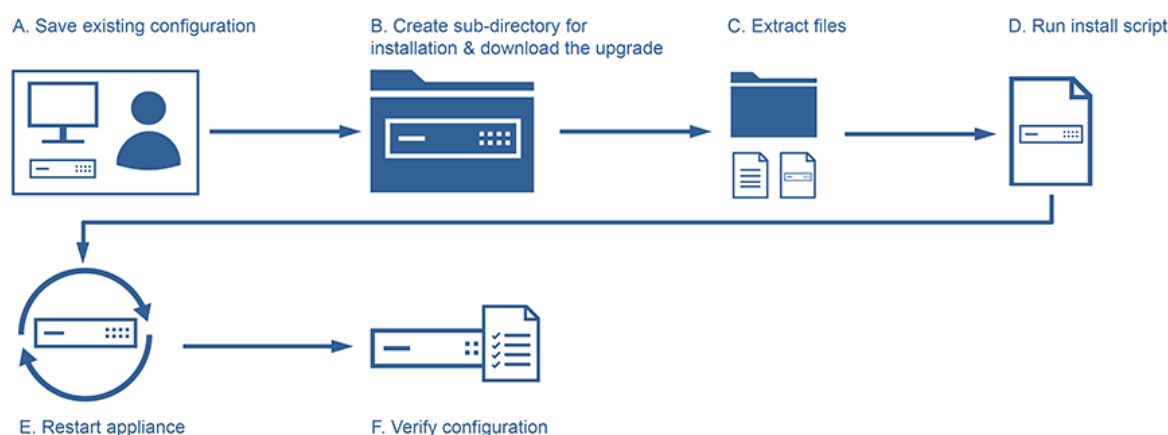 A. Save existing configuration
B. Create sub-directory for
installation & download the upgrade
C. Extract files
D. Run install script
E. Restart appliance
F. Verify configuration